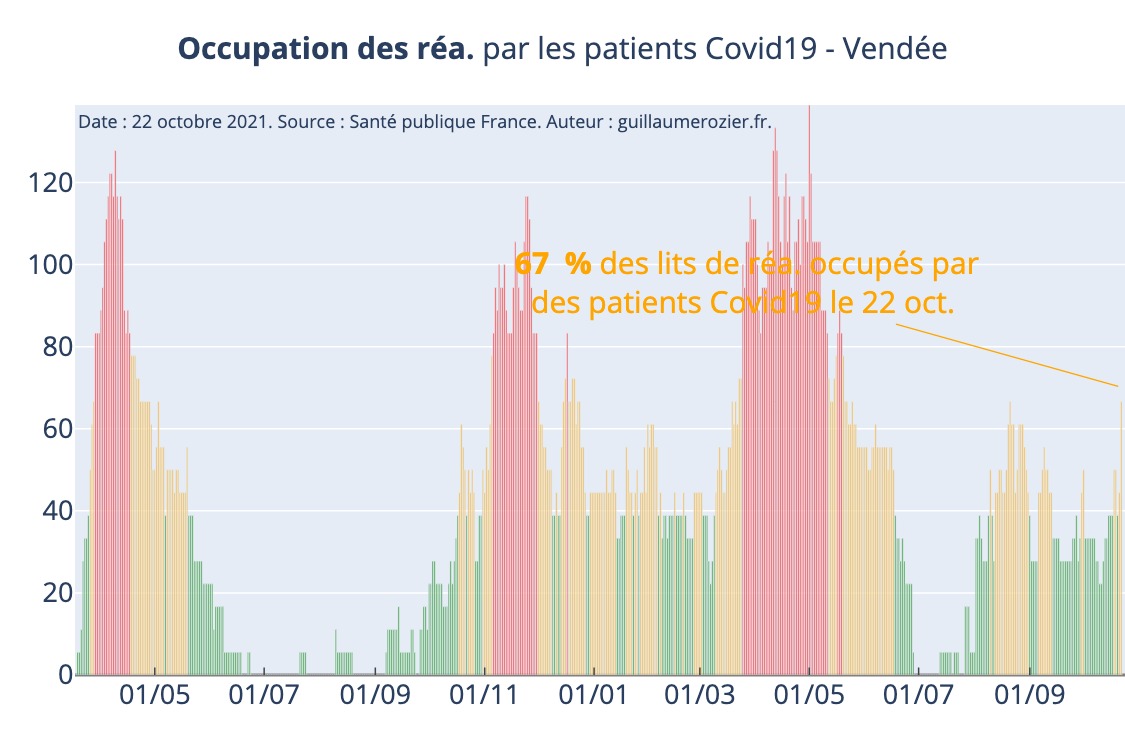 Occupation des réa. par les patients Covid19 - Vendée
Date : 22 octobre 2021. Source : Santé publique France. Auteur : guillaumerozier.fr.
120
100
67 % des lits de réa. occupés par
des patients Covid19 le 22 oct.
80
60
40
20
0
01/05 01/07 01/09 01/11 01/01 01/03 01/05 01/07 01/09